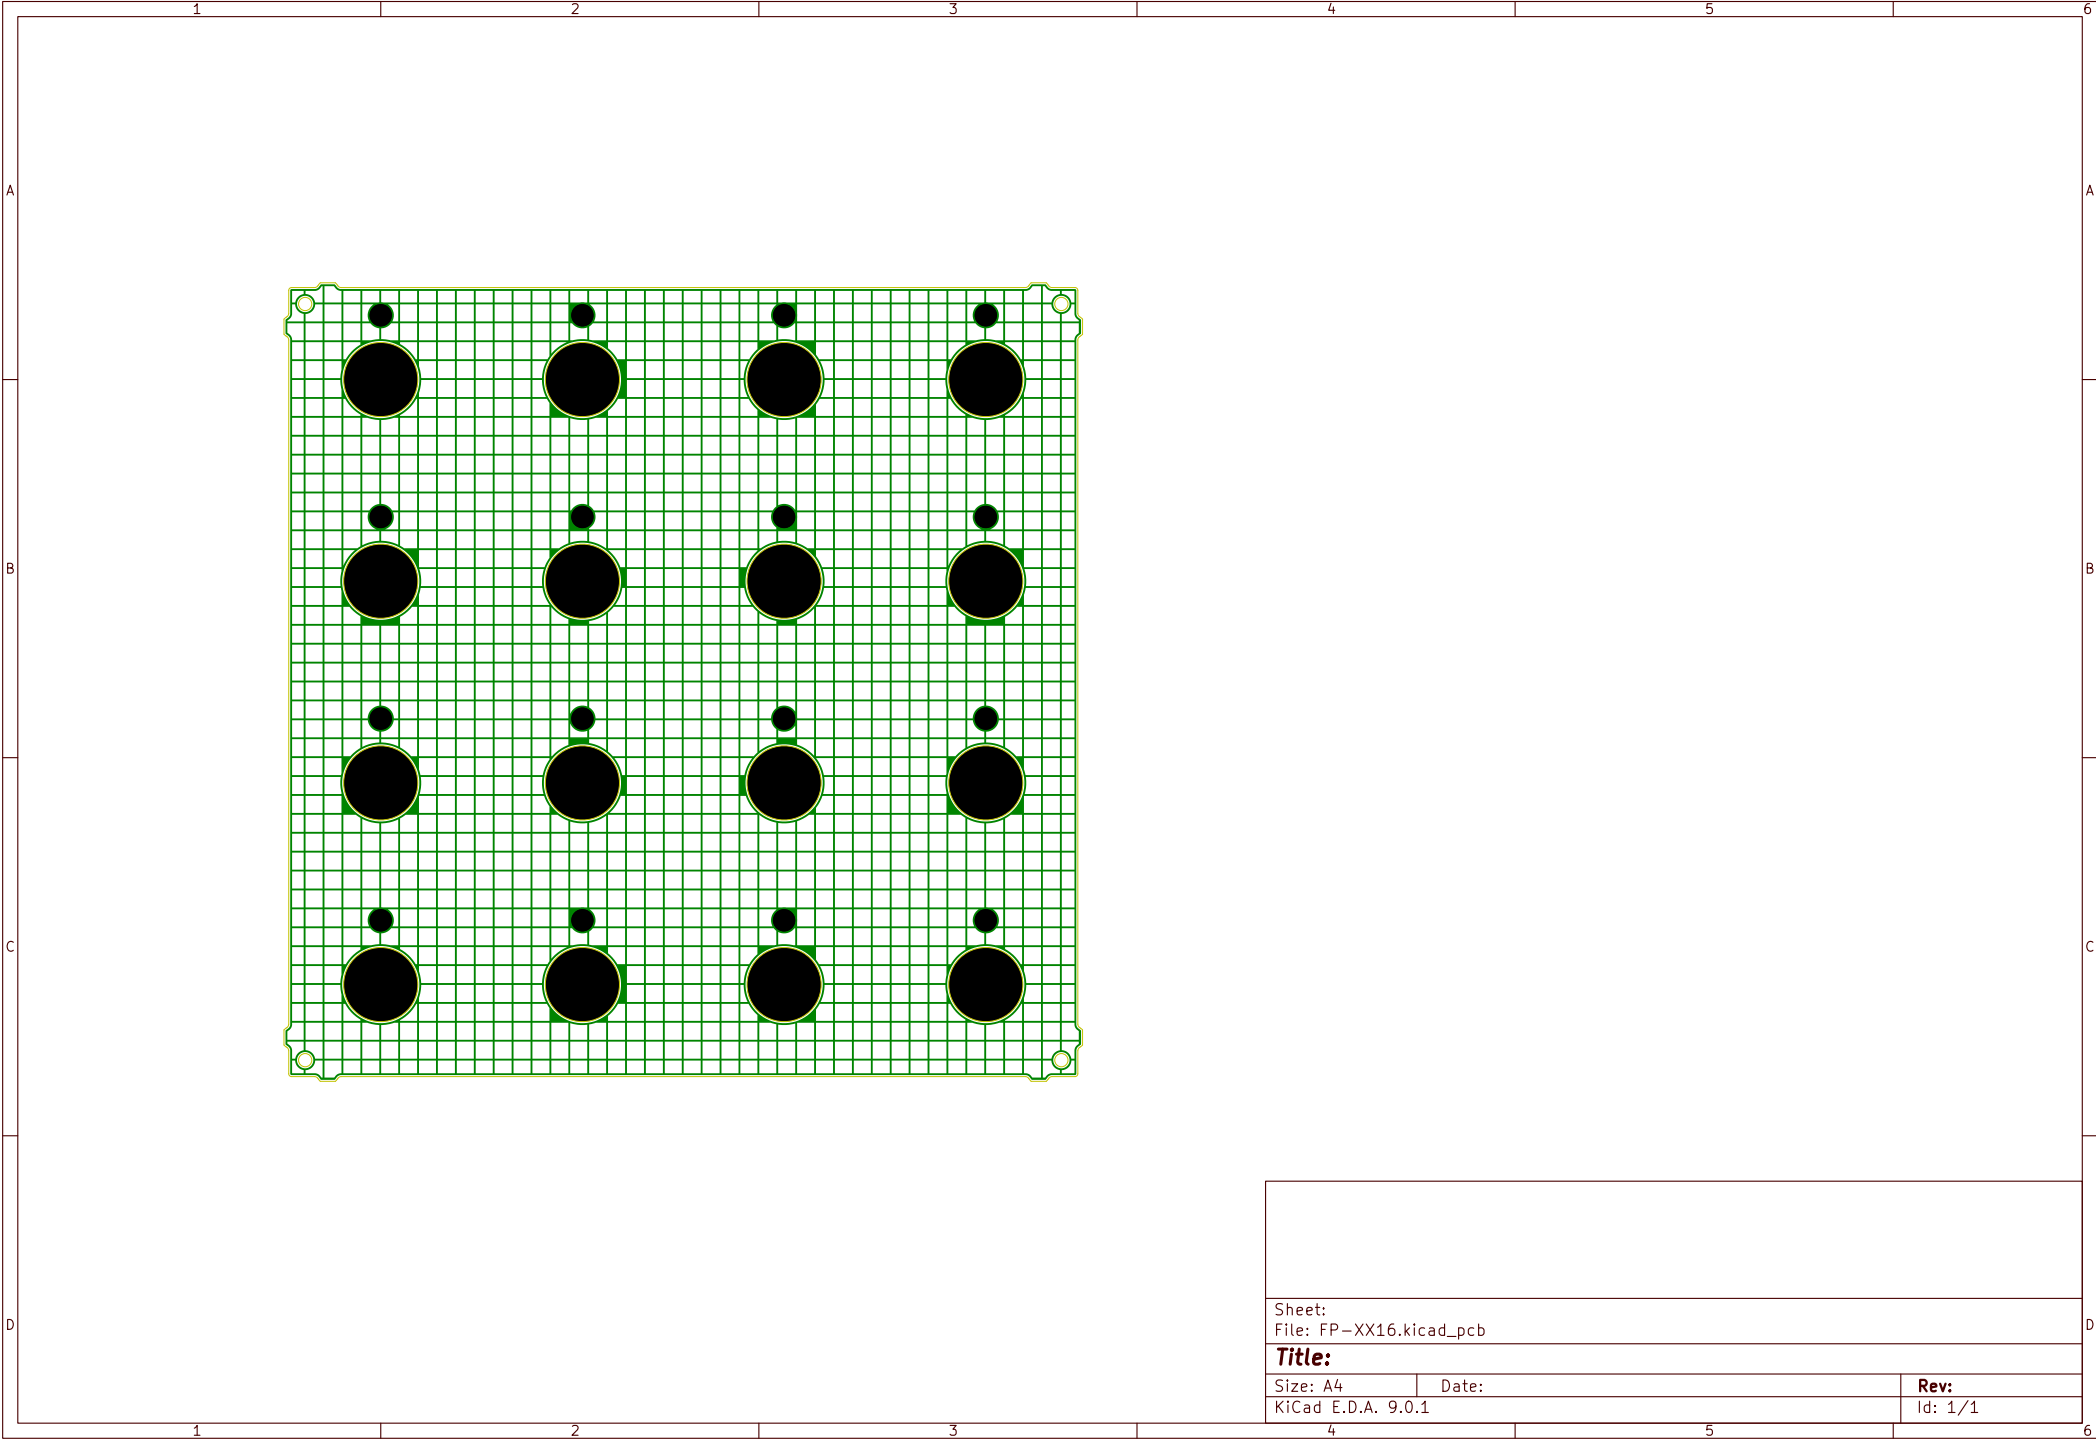 1 2 3 4 5 6
A A
B B
C C
D D
Sheet:
File: FP-XX16.kicad_pcb
Title:
Size: A4 Date: Rev:
KiCad E.D.A. 9.0.1 Id: 1/1
1 2 3 4 5 6